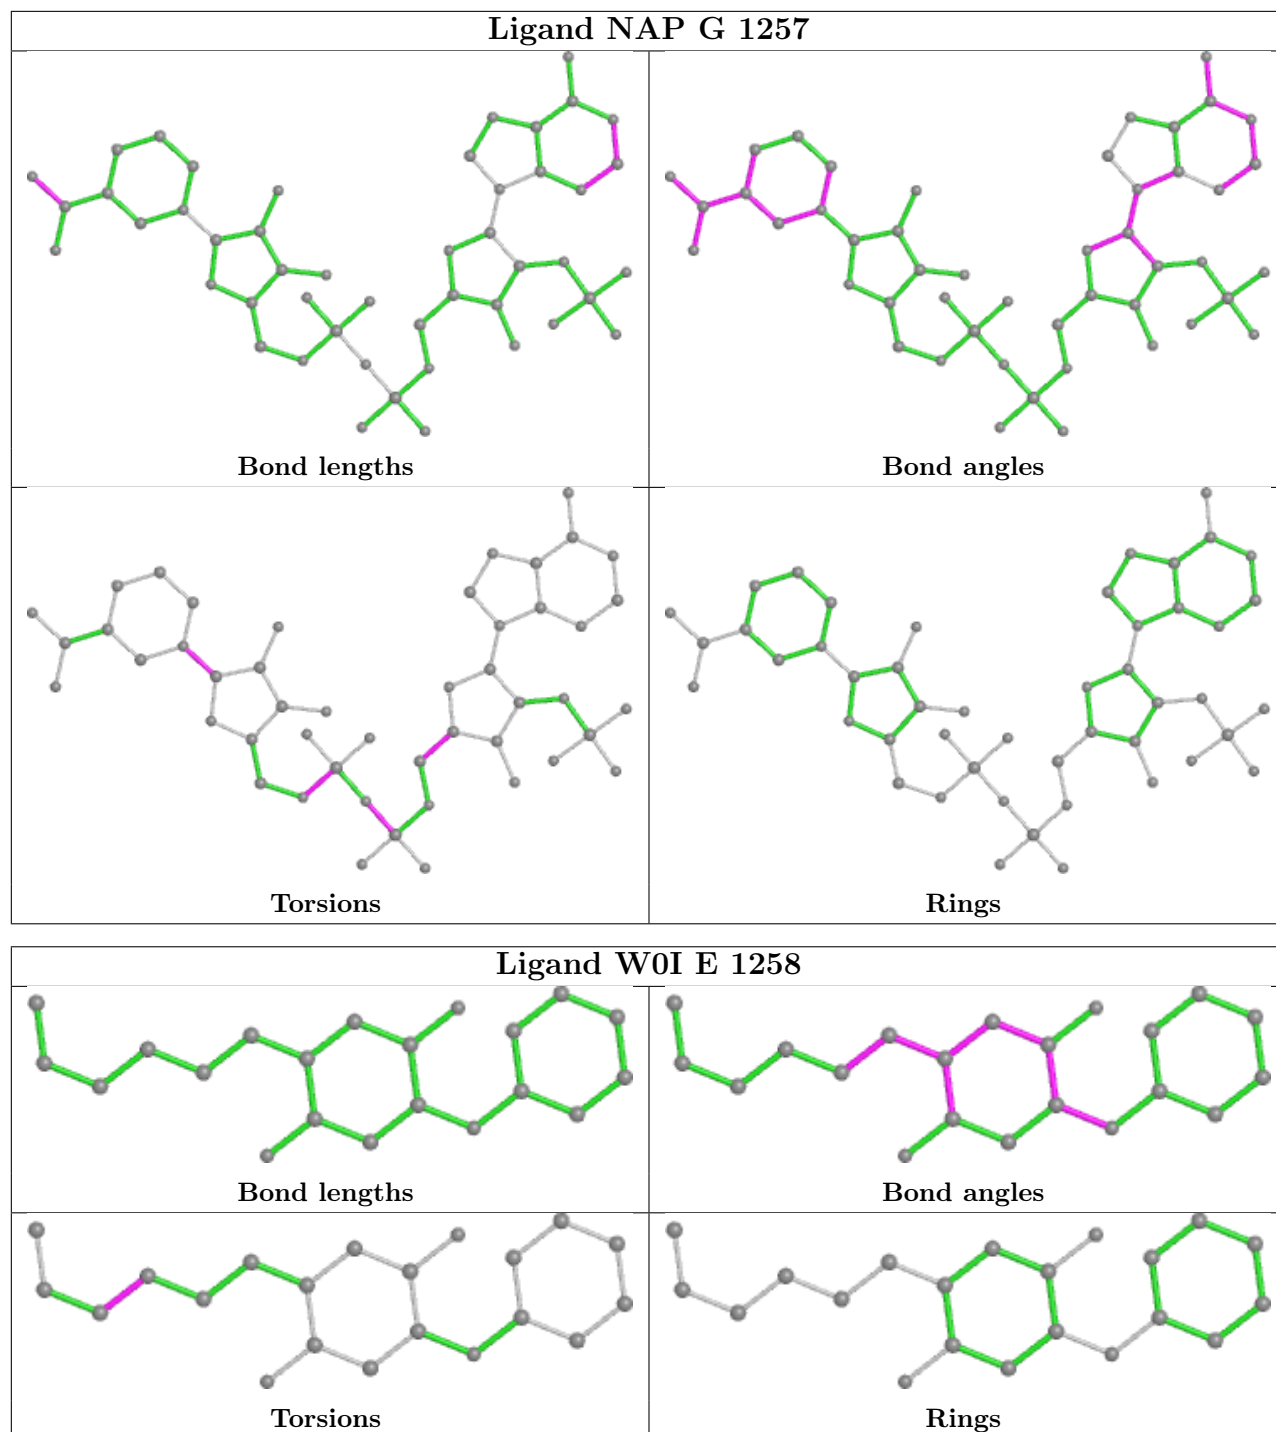 Ligand NAP G 1257
Bond lengths
Bond angles
Torsions
Rings
Ligand W0I E 1258
Bond lengths
Bond angles
Torsions
Rings